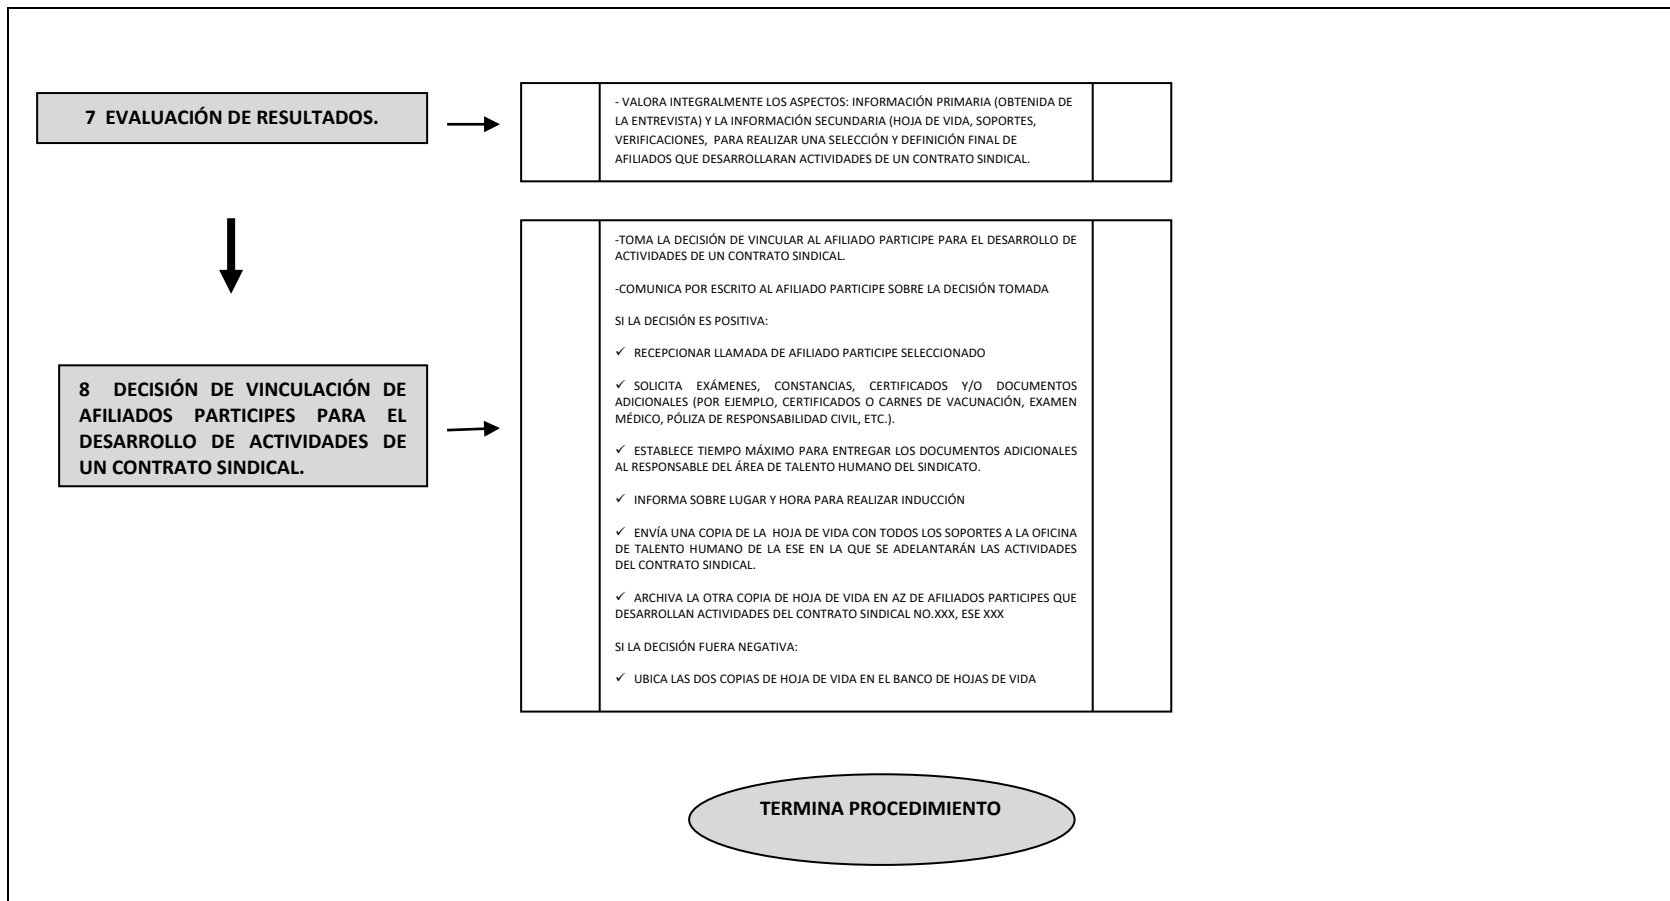 7 EVALUACIÓN DE RESULTADOS.
- VALORA INTEGRALMENTE LOS ASPECTOS: INFORMACIÓN PRIMARIA (OBTENIDA DE
LA ENTREVISTA) Y LA INFORMACIÓN SECUNDARIA (HOJA DE VIDA, SOPORTES,
VERIFICACIONES, PARA REALIZAR UNA SELECCIÓN Y DEFINICIÓN FINAL DE
AFILIADOS QUE DESARROLLARAN ACTIVIDADES DE UN CONTRATO SINDICAL.
8 DECISIÓN DE VINCULACIÓN DE
AFILIADOS PARTICIPES PARA EL
DESARROLLO DE ACTIVIDADES DE
UN CONTRATO SINDICAL.
-TOMA LA DECISIÓN DE VINCULAR AL AFILIADO PARTICIPE PARA EL DESARROLLO DE
ACTIVIDADES DE UN CONTRATO SINDICAL.
-COMUNICA POR ESCRITO AL AFILIADO PARTICIPE SOBRE LA DECISIÓN TOMADA
SI LA DECISIÓN ES POSITIVA:
✓ RECEPCIONAR LLAMADA DE AFILIADO PARTICIPE SELECCIONADO
✓ SOLICITA EXÁMENES, CONSTANCIAS, CERTIFICADOS Y/O DOCUMENTOS
ADICIONALES (POR EJEMPLO, CERTIFICADOS O CARNES DE VACUNACIÓN, EXAMEN
MÉDICO, PÓLIZA DE RESPONSABILIDAD CIVIL, ETC.).
✓ ESTABLECE TIEMPO MÁXIMO PARA ENTREGAR LOS DOCUMENTOS ADICIONALES
AL RESPONSABLE DEL ÁREA DE TALENTO HUMANO DEL SINDICATO.
✓ INFORMA SOBRE LUGAR Y HORA PARA REALIZAR INDUCCIÓN
✓ ENVÍA UNA COPIA DE LA HOJA DE VIDA CON TODOS LOS SOPORTES A LA OFICINA
DE TALENTO HUMANO DE LA ESE EN LA QUE SE ADELANTARÁN LAS ACTIVIDADES
DEL CONTRATO SINDICAL.
✓ ARCHIVA LA OTRA COPIA DE HOJA DE VIDA EN AZ DE AFILIADOS PARTICIPES QUE
DESARROLLAN ACTIVIDADES DEL CONTRATO SINDICAL NO.XXX, ESE XXX
SI LA DECISIÓN FUERA NEGATIVA:
✓ UBICA LAS DOS COPIAS DE HOJA DE VIDA EN EL BANCO DE HOJAS DE VIDA
TERMINA PROCEDIMIENTO